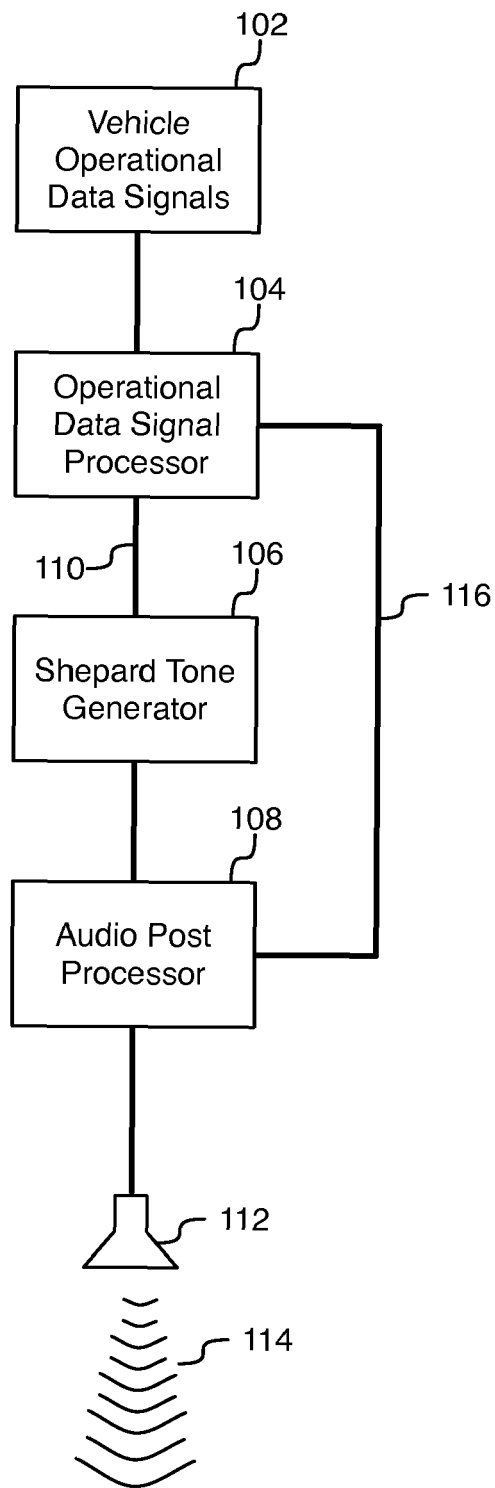 102
Vehicle
Operational
Data Signals
104
Operational
Data Signal
Processor
110
106
116
Shepard Tone
Generator
108
Audio Post
Processor
112
114